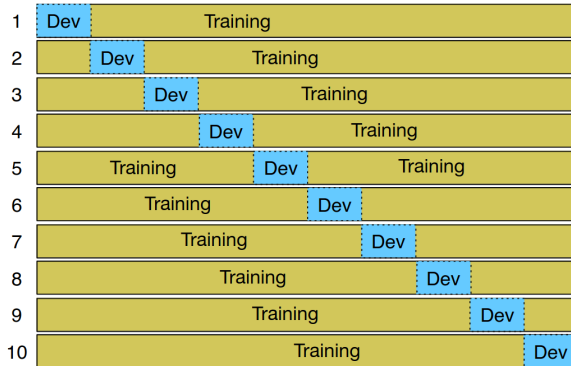 1 Dev Training
2 Dev Training
3 Dev Training
4 Dev Training
5 Training Dev Training
6 Training Dev
7 Training Dev
8 Training Dev
9 Training Dev
10 Training Dev